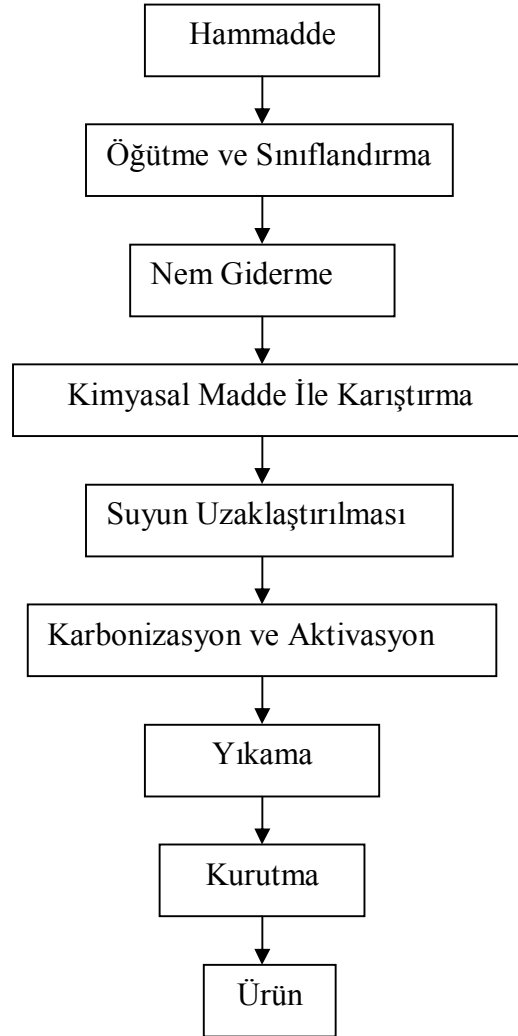 Hammadde
Öğütme ve Sınıflandırma
Nem Giderme
Kimyasal Madde İle Karıştırma
Suyun Uzaklaştırılması
Karbonizasyon ve Aktivasyon
Yıkama
Kurutma
Ürün